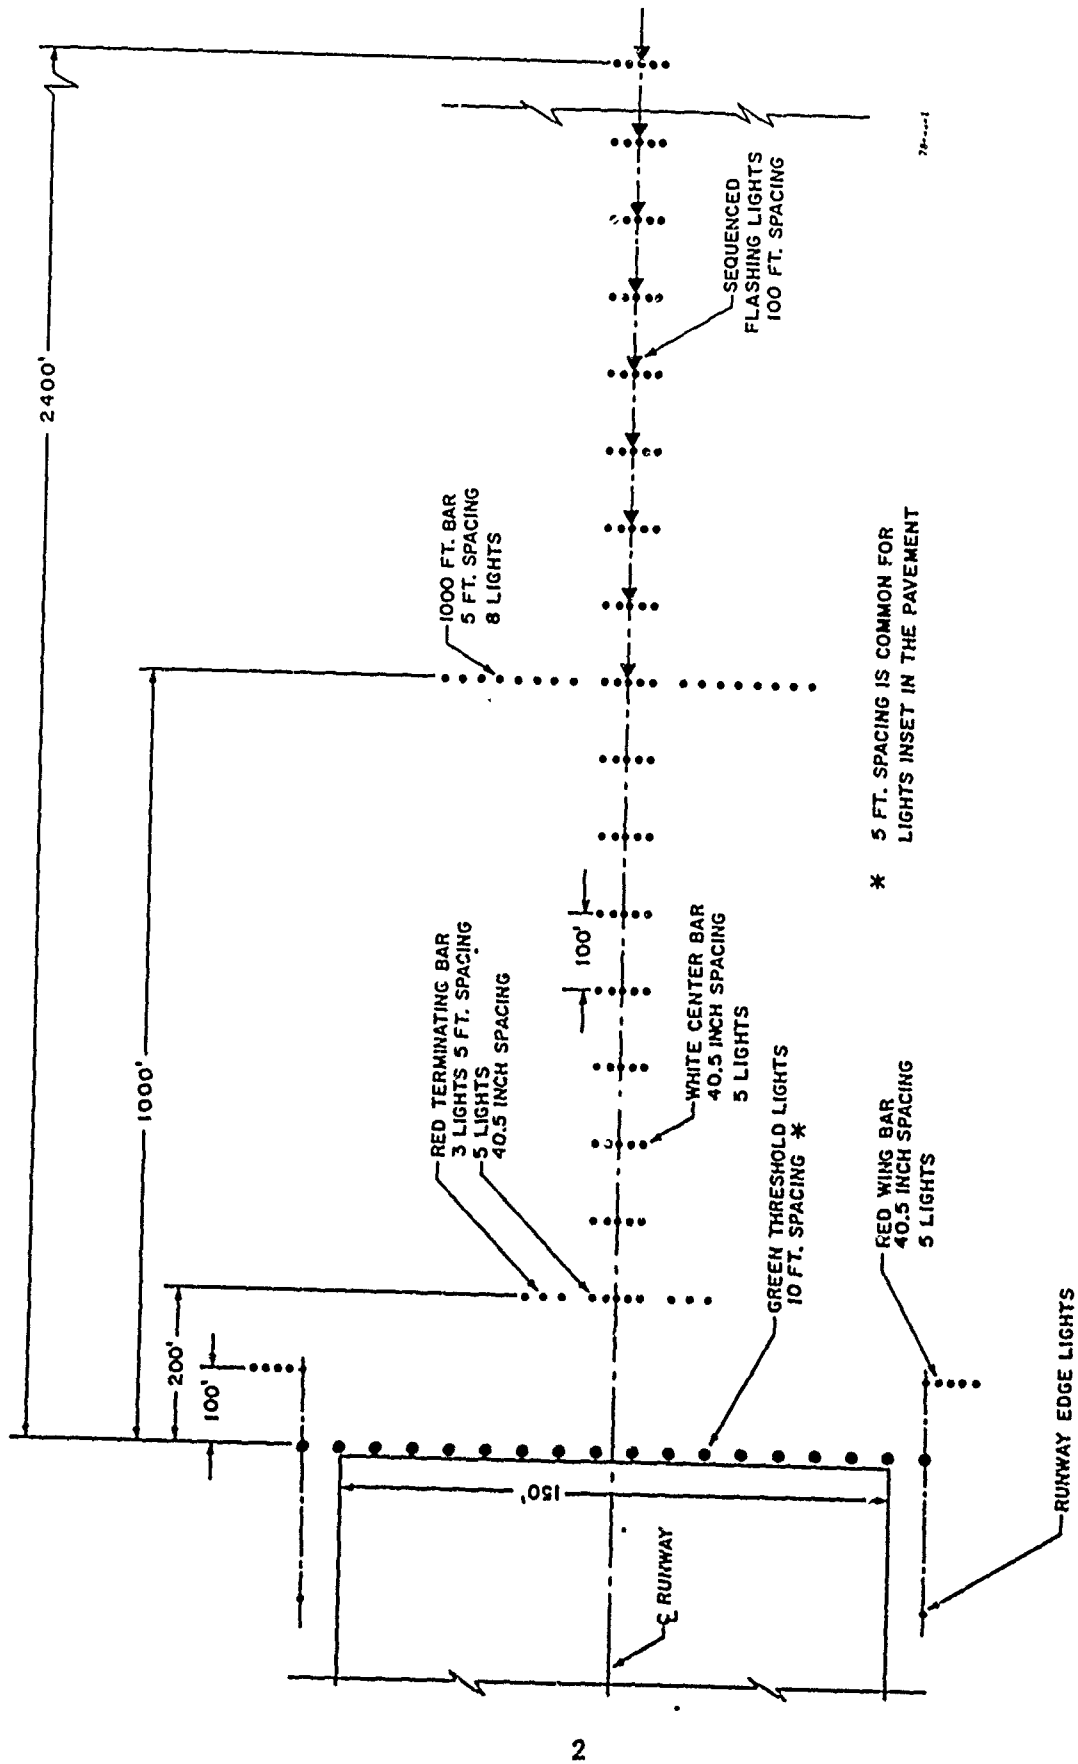 2400'
1000'
200'
100'
1000 FT. BAR
5 FT. SPACING
8 LIGHTS
RED TERMINATING BAR
3 LIGHTS 5 FT. SPACING
5 LIGHTS
40.5 INCH SPACING
100'
SEQUENCED
FLASHING LIGHTS
100 FT. SPACING
WHITE CENTER BAR
40.5 INCH SPACING
5 LIGHTS
GREEN THRESHOLD LIGHTS
10 FT. SPACING *
RED WING BAR
40.5 INCH SPACING
5 LIGHTS
150'
℄ RUNWAY
RUNWAY EDGE LIGHTS
* 5 FT. SPACING IS COMMON FOR
LIGHTS INSET IN THE PAVEMENT
2